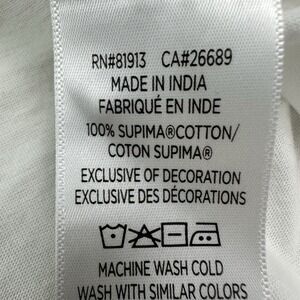 RN#81913 CA#26689
MADE IN INDIA
FABRIQUÉ EN INDE
100% SUPIMA®COTTON/
COTON SUPIMA®
EXCLUSIVE OF DECORATION
EXCLUSIVE DES DÉCORATIONS
MACHINE WASH COLD
WASH WITH SIMILAR COLORS